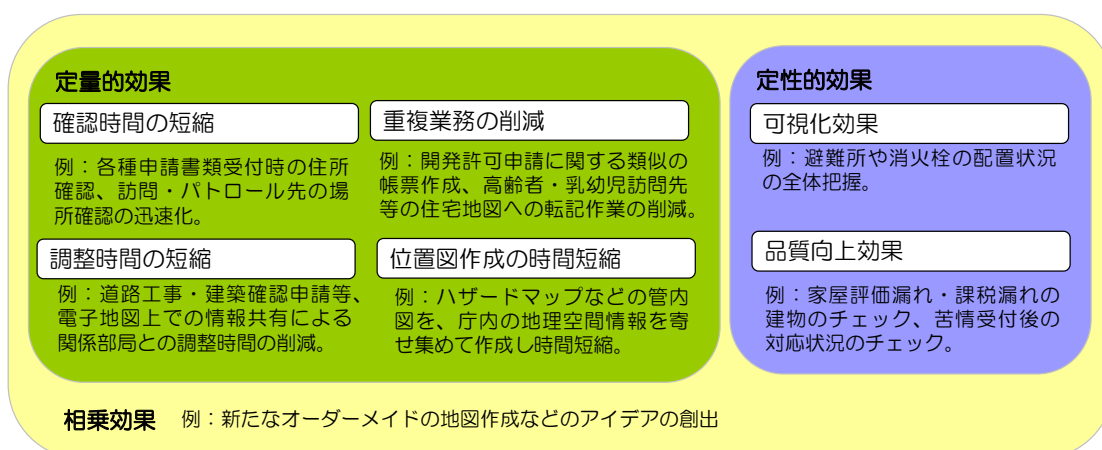 定量的効果
確認時間の短縮
例：各種申請書類受付時の住所
確認、訪問・パトロール先の場
所確認の迅速化。
重複業務の削減
例：開発許可申請に関する類似の
帳票作成、高齢者・乳幼児訪問先
等の住宅地図への転記作業の削減。
調整時間の短縮
例：道路工事・建築確認申請等、
電子地図上での情報共有による
関係部局との調整時間の削減。
位置図作成の時間短縮
例：ハザードマップなどの管内
図を、庁内の地理空間情報を寄
せ集めて作成し時間短縮。
定性的効果
可視化効果
例：避難所や消火栓の配置状況
の全体把握。
品質向上効果
例：家屋評価漏れ・課税漏れの
建物のチェック、苦情受付後の
対応状況のチェック。
相乗効果 例：新たなオーダーメイドの地図作成などのアイデアの創出